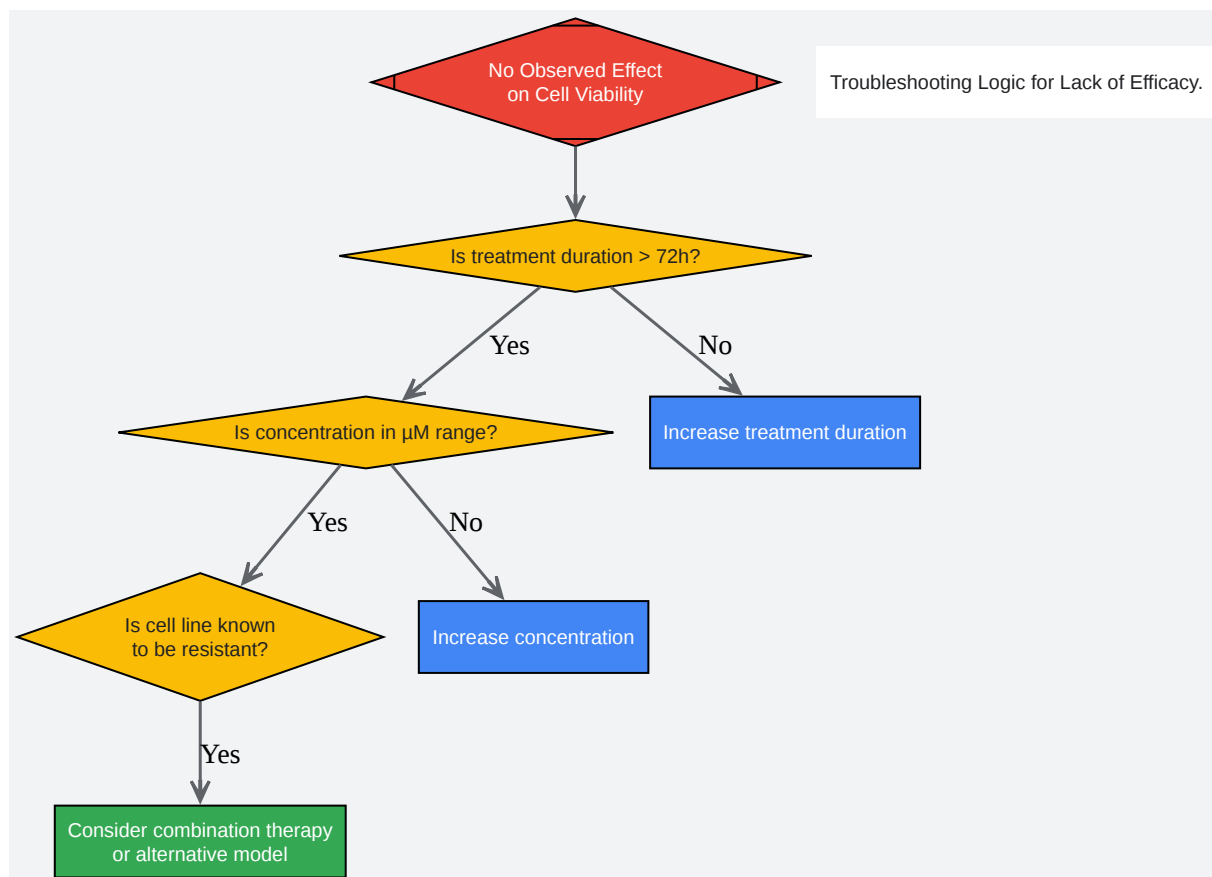 No Observed Effect
on Cell Viability
Troubleshooting Logic for Lack of Efficacy.
Is treatment duration > 72h?
Yes
No
Is concentration in µM range?
Increase treatment duration
Yes
No
Is cell line known
to be resistant?
Increase concentration
Yes
Consider combination therapy
or alternative model